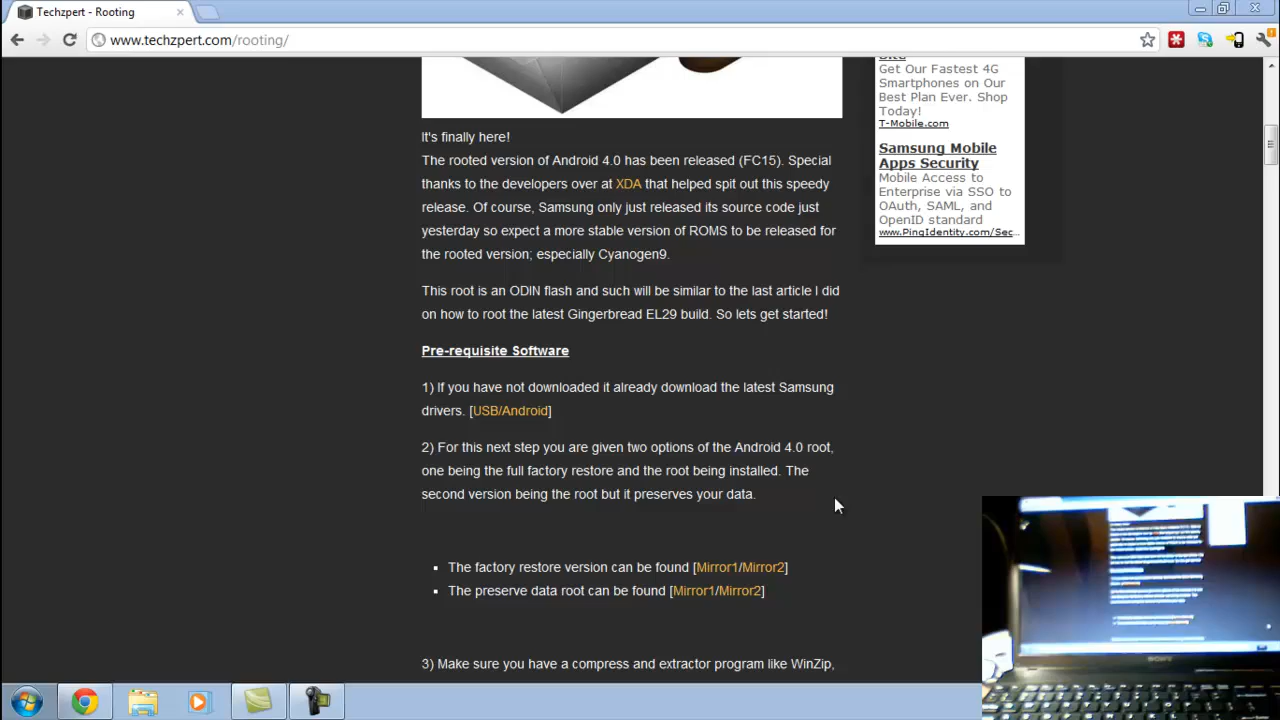 Techzpert - Rooting
www.techzpert.com/rooting/
Get Our Fastest 4G
Smartphones on Our
Best Plan Ever. Shop
Today!
T-Mobile.com
Samsung Mobile
Apps Security
Mobile Access to
Enterprise via SSO to
OAuth, SAML, and
OpenID standard
www.PingIdentity.com/Sec...
It's finally here!
The rooted version of Android 4.0 has been released (FC15). Special
thanks to the developers over at XDA that helped spit out this speedy
release. Of course, Samsung only just released its source code just
yesterday so expect a more stable version of ROMS to be released for
the rooted version; especially Cyanogen9.
This root is an ODIN flash and such will be similar to the last article I did
on how to root the latest Gingerbread EL29 build. So lets get started!
Pre-requisite Software
1) If you have not downloaded it already download the latest Samsung
drivers. [USB/Android]
2) For this next step you are given two options of the Android 4.0 root,
one being the full factory restore and the root being installed. The
second version being the root but it preserves your data.
▪ The factory restore version can be found [Mirror1/Mirror2]
▪ The preserve data root can be found [Mirror1/Mirror2]
3) Make sure you have a compress and extractor program like WinZip,
SONY